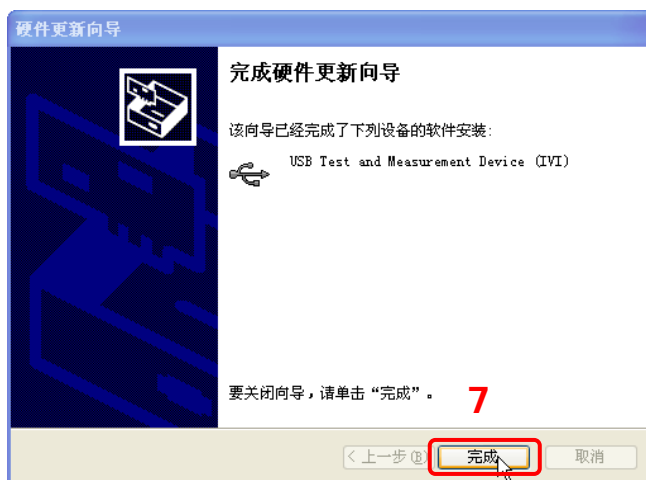 硬件更新向导
完成硬件更新向导
该向导已经完成了下列设备的软件安装:
USB Test and Measurement Device (IVI)
要关闭向导，请单击“完成”。
7
< 上一步(B) 完成 取消